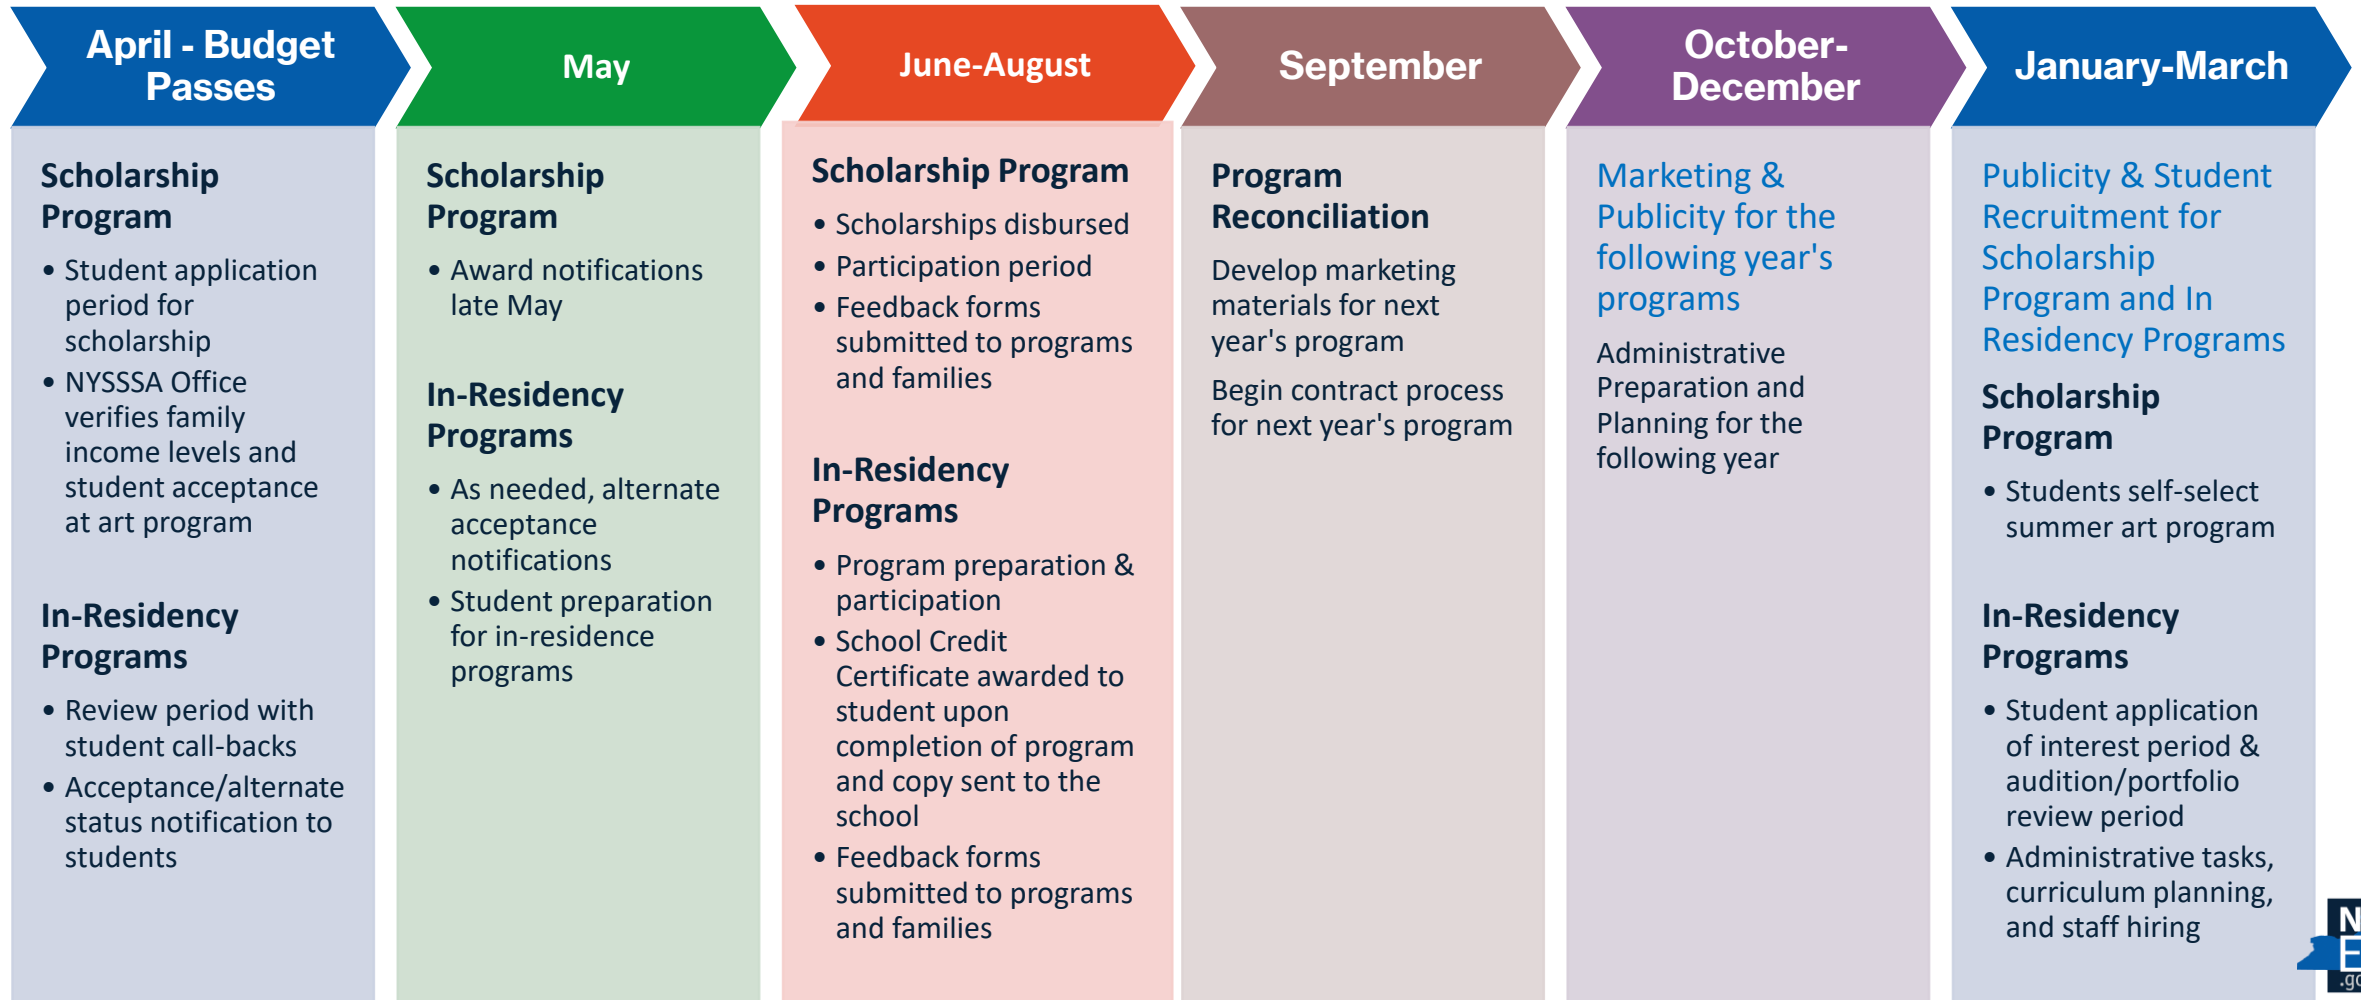 April - Budget
Passes
Scholarship
Program
• Student application
period for
scholarship
• NYSSSA Office
verifies family
income levels and
student acceptance
at art program
In-Residency
Programs
• Review period with
student call-backs
• Acceptance/alternate
status notification to
students
May
Scholarship
Program
• Award notifications
late May
In-Residency
Programs
• As needed, alternate
acceptance
notifications
• Student preparation
for in-residence
programs
June-August
Scholarship Program
• Scholarships disbursed
• Participation period
• Feedback forms
submitted to programs
and families
In-Residency
Programs
• Program preparation &
participation
• School Credit
Certificate awarded to
student upon
completion of program
and copy sent to the
school
• Feedback forms
submitted to programs
and families
September
Program
Reconciliation
Develop marketing
materials for next
year's program
Begin contract process
for next year's program
October-
December
Marketing &
Publicity for the
following year's
programs
Administrative
Preparation and
Planning for the
following year
January-March
Publicity & Student
Recruitment for
Scholarship
Program and In
Residency Programs
Scholarship
Program
• Students self-select
summer art program
In-Residency
Programs
• Student application
of interest period &
audition/portfolio
review period
• Administrative tasks,
curriculum planning,
and staff hiring